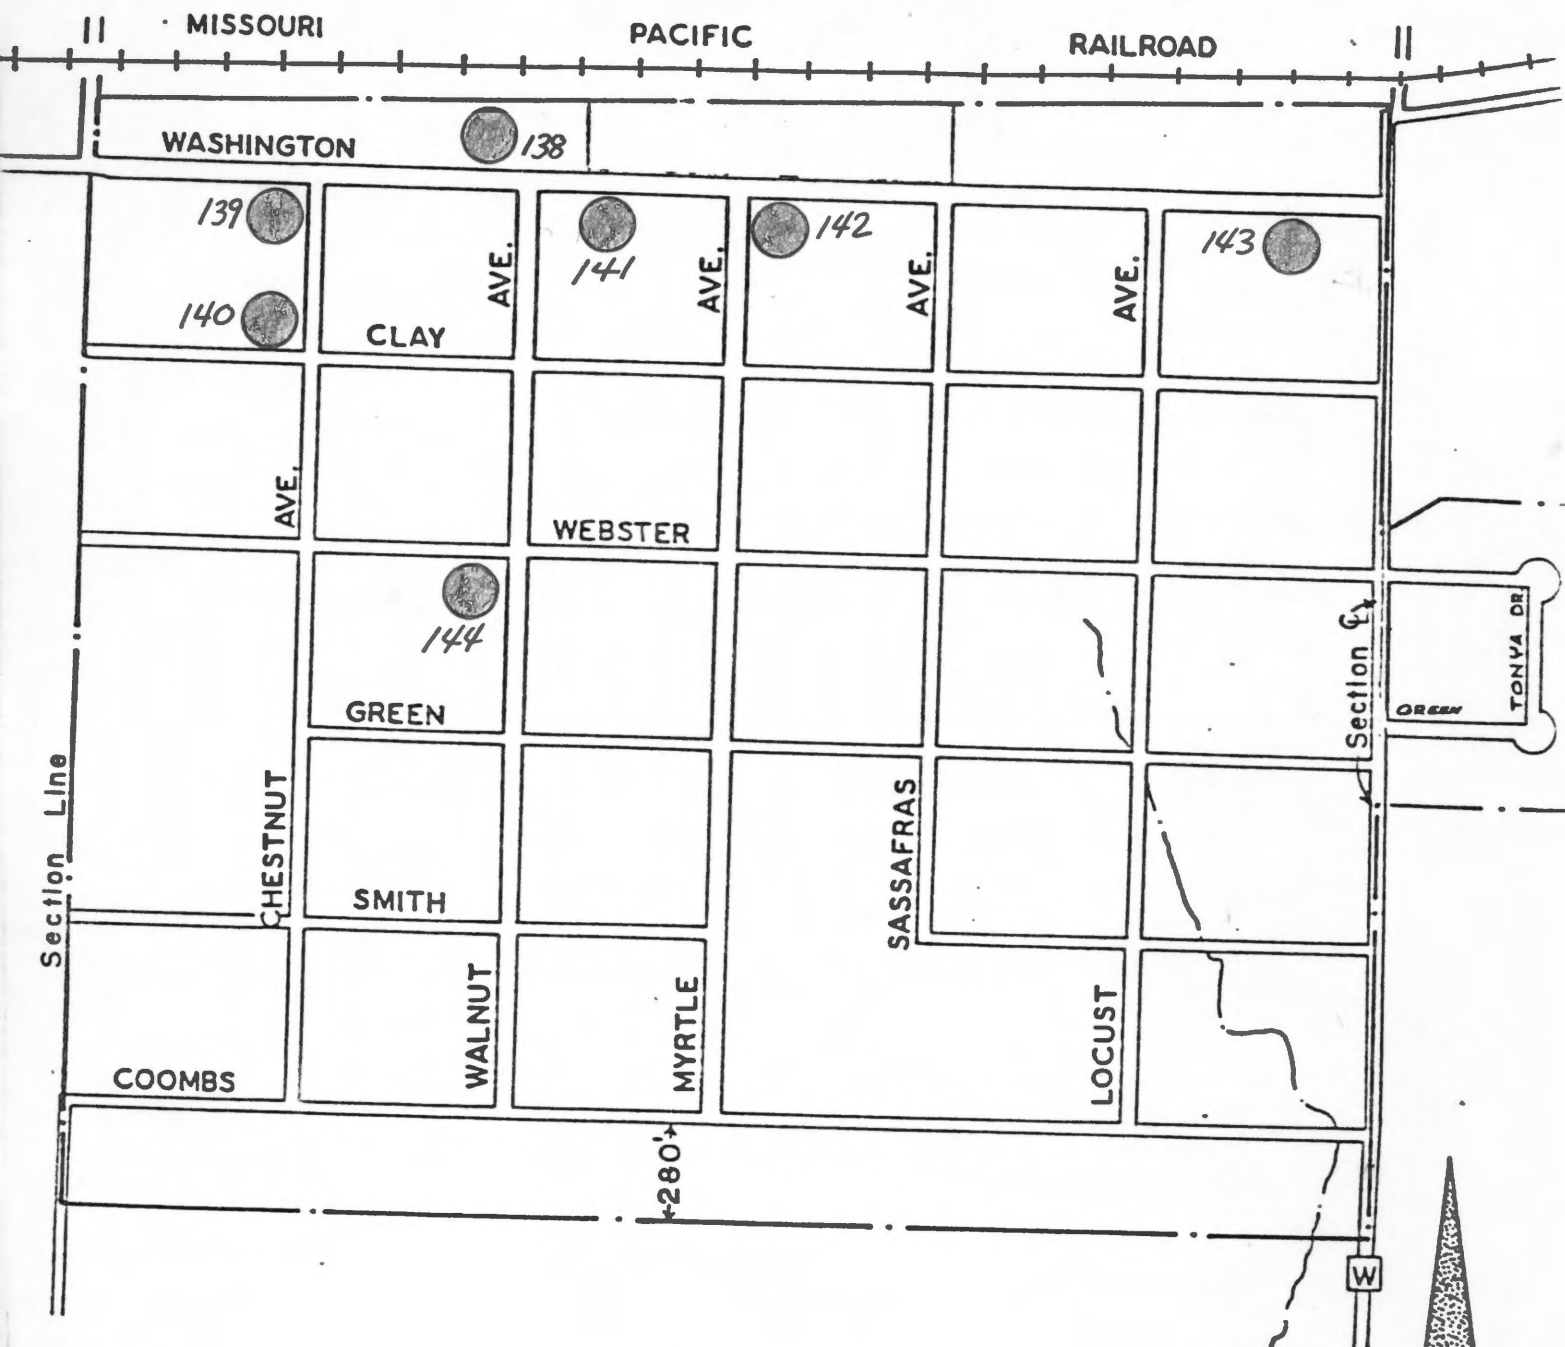 MISSOURI PACIFIC RAILROAD
WASHINGTON
138
139
141
142
143
AVE.
AVE.
AVE.
AVE.
140
CLAY
AVE.
WEBSTER
144
GREEN
Section ℄
TONYA DR.
GREEN
Section Line
CHESTNUT
SMITH
SASSAFRAS
WALNUT
MYRTLE
LOCUST
COOMBS
280'
W